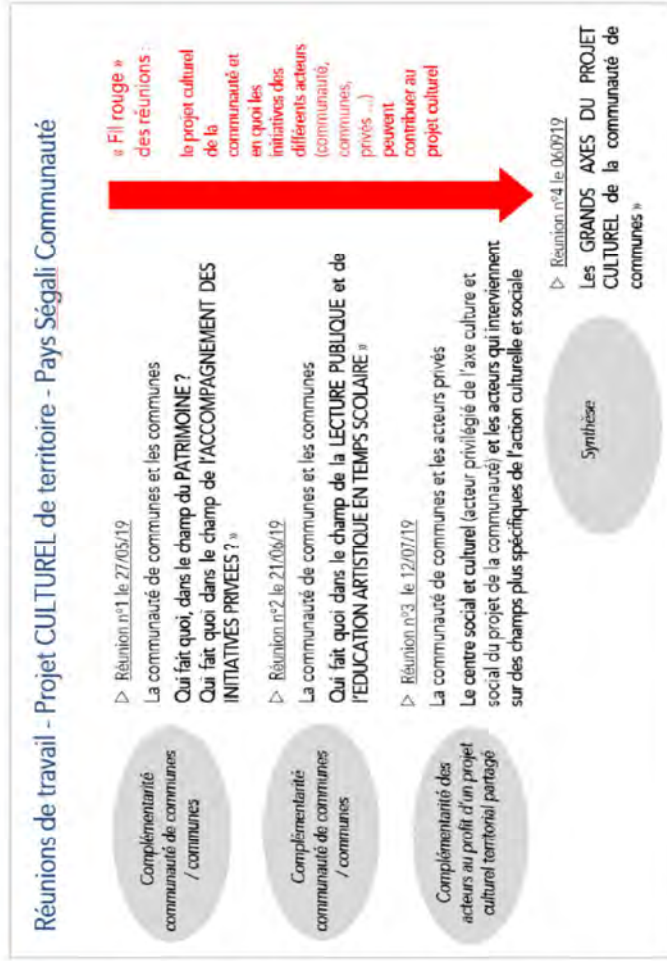 Réunions de travail - Projet CULTUREL de territoire - Pays Ségali Communauté
Complémentarité
communauté de communes
/ communes
▷ Réunion n°1 le 27/05/19
La communauté de communes et les communes
Qui fait quoi, dans le champ du PATRIMOINE ?
Qui fait quoi dans le champ de l'ACCOMPAGNEMENT DES
INITIATIVES PRIVEES ? »
Complémentarité
communauté de communes
/ communes
▷ Réunion n°2 le 21/06/19
La communauté de communes et les communes
Qui fait quoi dans le champ de la LECTURE PUBLIQUE et de
l'EDUCATION ARTISTIQUE EN TEMPS SCOLAIRE »
Complémentarité des
acteurs au profit d'un projet
culturel territorial partagé
▷ Réunion n°3 le 12/07/19
La communauté de communes et les acteurs privés
Le centre social et culturel (acteur privilégié de l'axe culture et
social du projet de la communauté) et les acteurs qui interviennent
sur des champs plus spécifiques de l'action culturelle et sociale
« Fil rouge »
des réunions :
le projet culturel
de la
communauté et
en quoi les
initiatives des
différents acteurs
(communauté,
communes,
privés ...)
peuvent
contribuer au
projet culturel
Synthèse
▷ Réunion n°4 le 060919
Les GRANDS AXES DU PROJET
CULTUREL de la communauté de
communes »